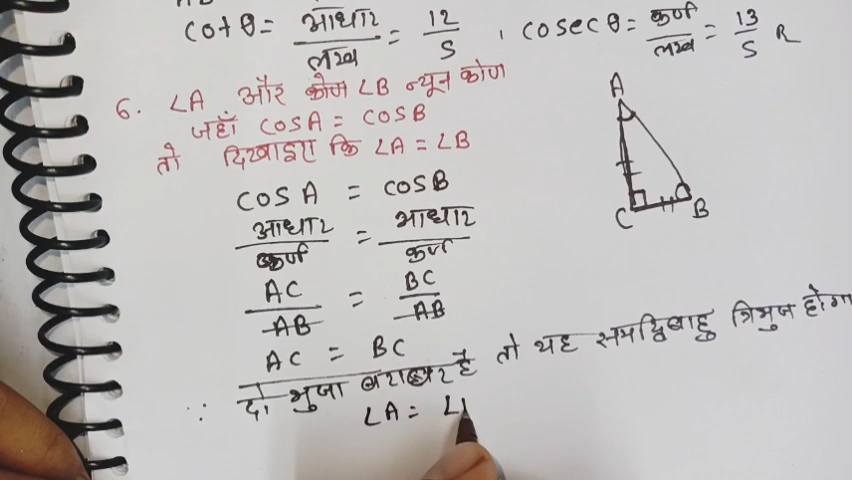 cotθ = आधार/लम्ब = 12/5 , cosecθ = कर्ण/लम्ब = 13/5 R
6. ∠A और कोण ∠B न्यून कोण
जहाँ COSA = COSB
तो दिखाइए कि ∠A = ∠B
COSA = COSB
आधार/कर्ण = आधार/कर्ण
AC/AB = BC/AB
AC = BC
∵ दो भुजा बराबर है तो यह समद्विबाहु त्रिभुज होगा
∠A = ∠
A
C
B